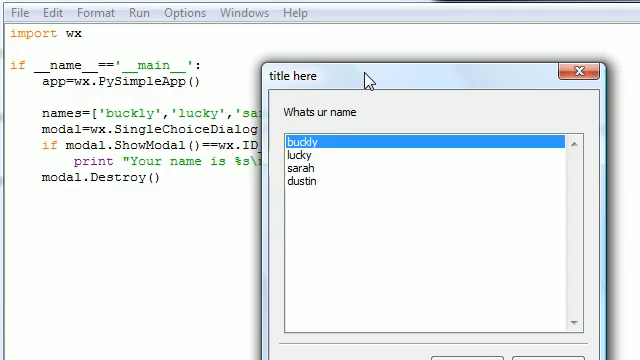 File Edit Format Run Options Windows Help
import wx
if __name__=='__main__':
app=wx.PySimpleApp()
names=['buckly','lucky','sar
modal=wx.SingleChoiceDialog
if modal.ShowModal()==wx.ID_
print "Your name is %s\
modal.Destroy()
title here
Whats ur name
buckly
lucky
sarah
dustin